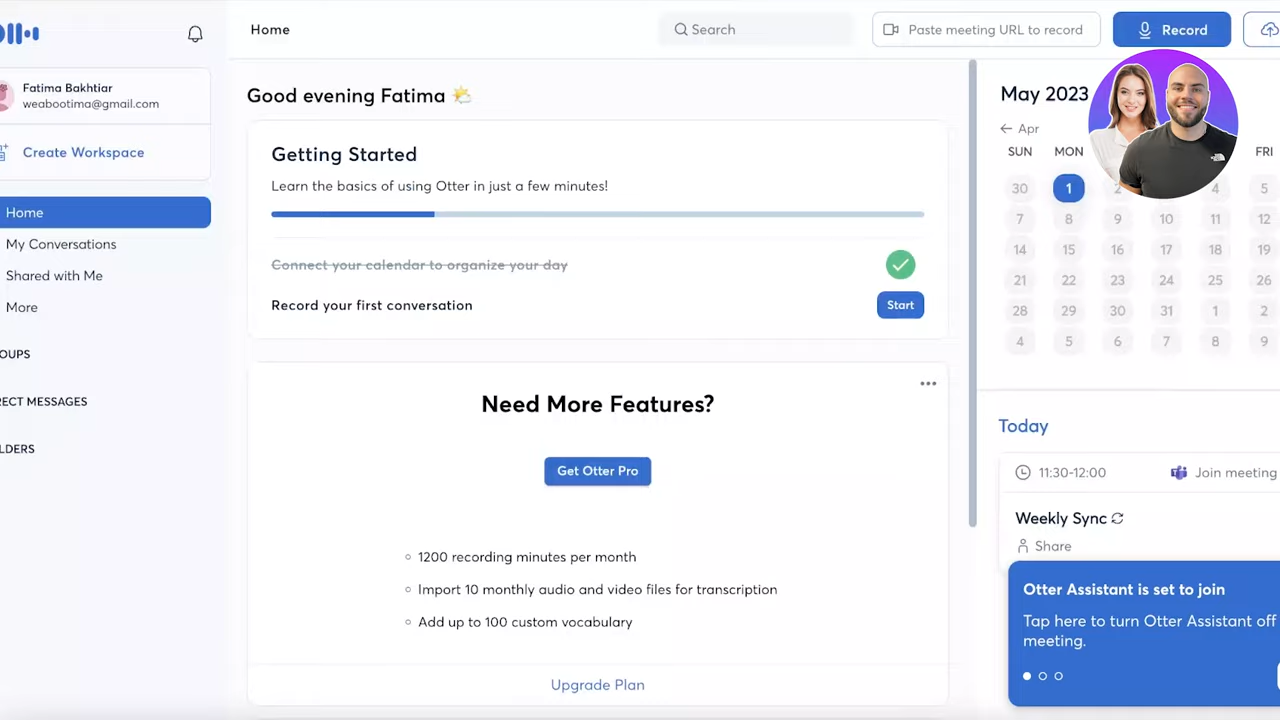 Home
Search
Paste meeting URL to record
Record
Fatima Bakhtiar
weabootima@gmail.com
Create Workspace
Home
My Conversations
Shared with Me
More
OUPS
RECT MESSAGES
LDERS
Good evening Fatima
Getting Started
Learn the basics of using Otter in just a few minutes!
Connect your calendar to organize your day
Record your first conversation
Start
Need More Features?
Get Otter Pro
1200 recording minutes per month
Import 10 monthly audio and video files for transcription
Add up to 100 custom vocabulary
Upgrade Plan
May 2023
Apr
SUN MON FRI
30 1 2 4 5
7 8 9 10 11 12
14 15 16 17 18 19
21 22 23 24 25 26
28 29 30 31 1 2
4 5 6 7 8 9
Today
11:30-12:00
Join meeting
Weekly Sync
Share
Otter Assistant is set to join
Tap here to turn Otter Assistant off
meeting.